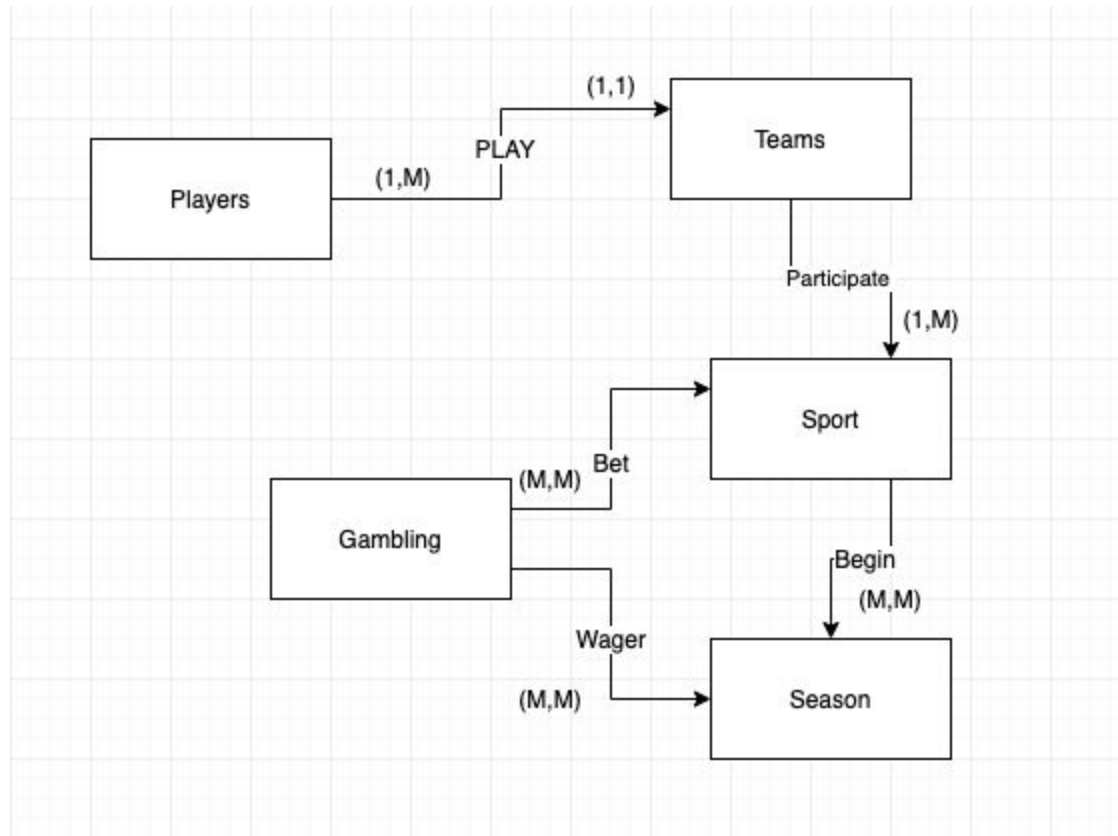 (1,1)
Teams
PLAY
(1,M)
Players
Participate
(1,M)
Sport
Bet
(M,M)
Gambling
Begin
(M,M)
Wager
(M,M)
Season